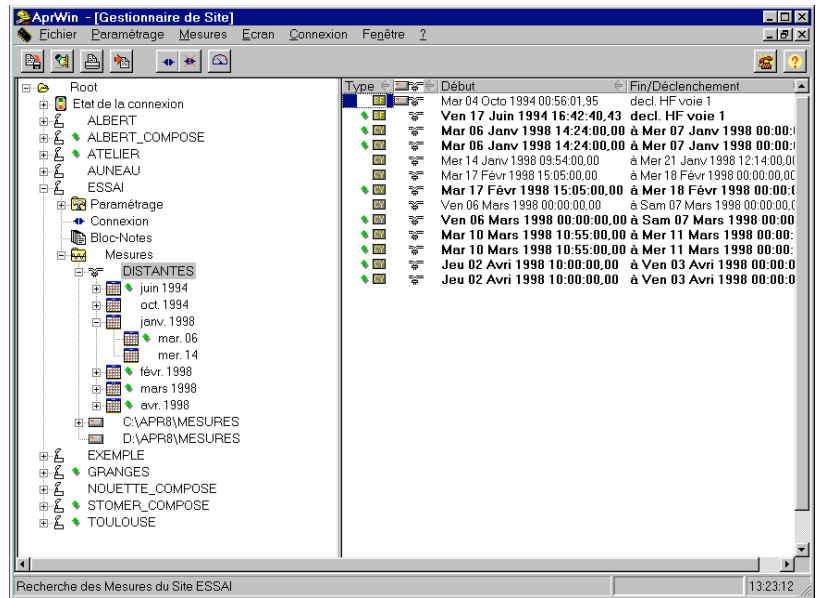 AprWin - [Gestionnaire de Site]
Fichier Paramétrage Mesures Ecran Connexion Fenêtre ?
Root
Etat de la connexion
ALBERT
ALBERT_COMPOSE
ATELIER
AUNEAU
ESSAI
Paramétrage
Connexion
Bloc-Notes
Mesures
DISTANTES
juin 1994
oct. 1994
janv. 1998
mar. 06
mer. 14
févr. 1998
mars 1998
avr. 1998
C:\APR8\MESURES
D:\APR8\MESURES
EXEMPLE
GRANGES
NOUETTE_COMPOSE
STOMER_COMPOSE
TOULOUSE
Type Début Fin/Déclenchement
Mar 04 Octo 1994 00:56:01,95 decl. HF voie 1
Ven 17 Juin 1994 16:42:40,43 decl. HF voie 1
Mar 06 Janv 1998 14:24:00,00 à Mer 07 Janv 1998 00:00:
Mar 06 Janv 1998 14:24:00,00 à Mer 07 Janv 1998 00:00:
Mer 14 Janv 1998 09:54:00,00 à Mer 21 Janv 1998 12:14:00,00
Mar 17 Févr 1998 15:05:00,00 à Mer 18 Févr 1998 00:00:00,0
Mar 17 Févr 1998 15:05:00,00 à Mer 18 Févr 1998 00:00:0
Ven 06 Mars 1998 00:00:00,00 à Sam 07 Mars 1998 00:00:00,0
Ven 06 Mars 1998 00:00:00,00 à Sam 07 Mars 1998 00:00
Mar 10 Mars 1998 10:55:00,00 à Mer 11 Mars 1998 00:00:
Mar 10 Mars 1998 10:55:00,00 à Mer 11 Mars 1998 00:00:
Jeu 02 Avri 1998 10:00:00,00 à Ven 03 Avri 1998 00:00:0
Jeu 02 Avri 1998 10:00:00,00 à Ven 03 Avri 1998 00:00:0
Recherche des Mesures du Site ESSAI
13:23:12